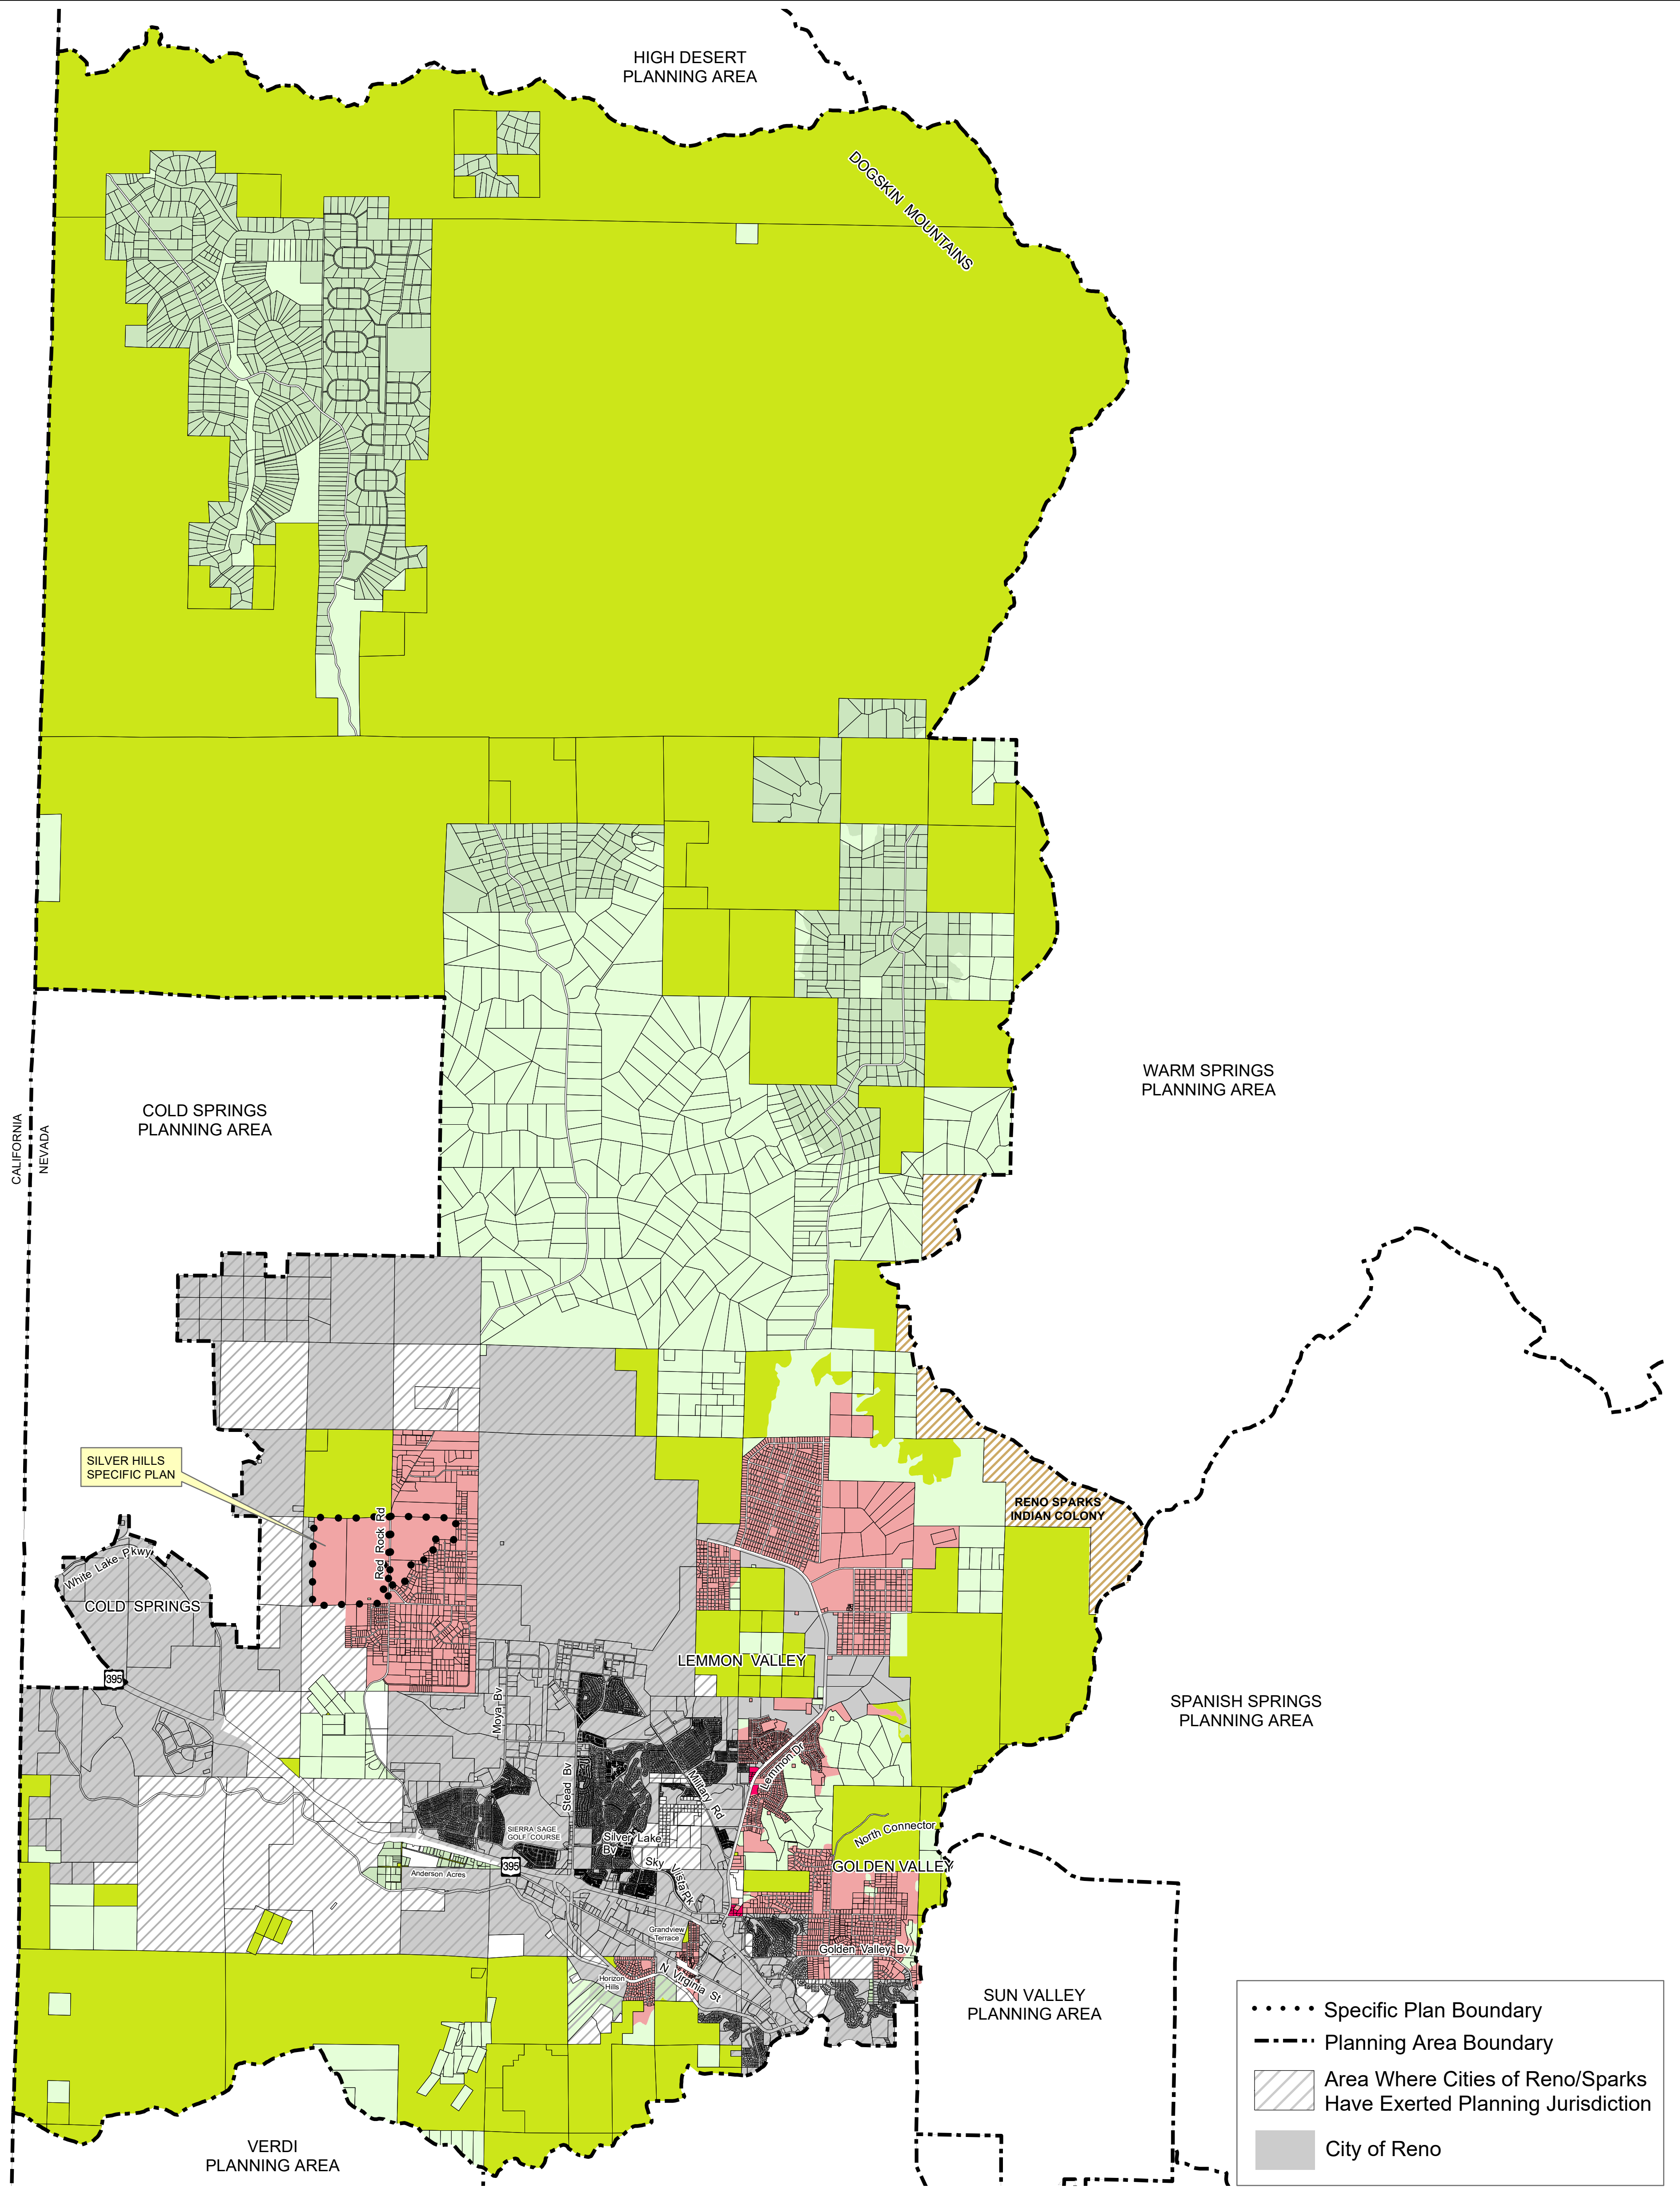 HIGH DESERT
PLANNING AREA
DOGSKIN MOUNTAINS
WARM SPRINGS
PLANNING AREA
COLD SPRINGS
PLANNING AREA
CALIFORNIA
NEVADA
SILVER HILLS
SPECIFIC PLAN
Red Rock Rd
RENO SPARKS
INDIAN COLONY
White Lake Pkwy
COLD SPRINGS
395
LEMMON VALLEY
SPANISH SPRINGS
PLANNING AREA
Moya Bv
Stead Bv
Military Rd
Lemmon Dr
SIERRA SAGE
GOLF COURSE
Silver Lake
Bv
Sky Vista Pk
North Connector
GOLDEN VALLEY
395
Anderson Acres
Grandview
Terrace
Golden Valley Bv
Horizon
Hills
N Virginia St
SUN VALLEY
PLANNING AREA
VERDI
PLANNING AREA
Specific Plan Boundary
Planning Area Boundary
Area Where Cities of Reno/Sparks
Have Exerted Planning Jurisdiction
City of Reno